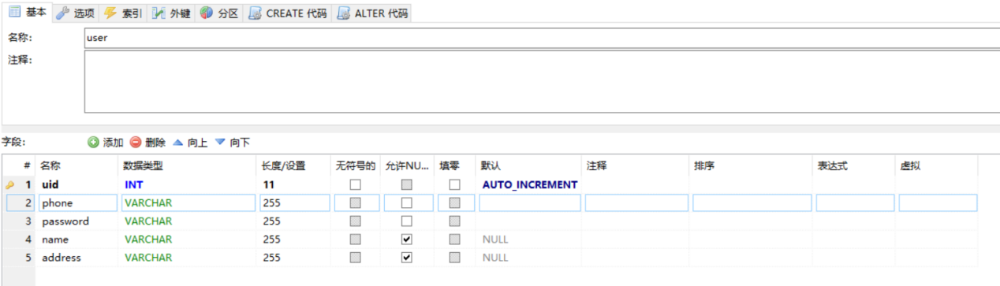 基本 选项 索引 外键 分区 CREATE 代码 ALTER 代码
名称: user
注释:
字段: 添加 删除 向上 向下
# 名称 数据类型 长度/设置 无符号的 允许NU... 填零 默认 注释 排序 表达式 虚拟
1 uid INT 11 AUTO_INCREMENT
2 phone VARCHAR 255
3 password VARCHAR 255
4 name VARCHAR 255 NULL
5 address VARCHAR 255 NULL